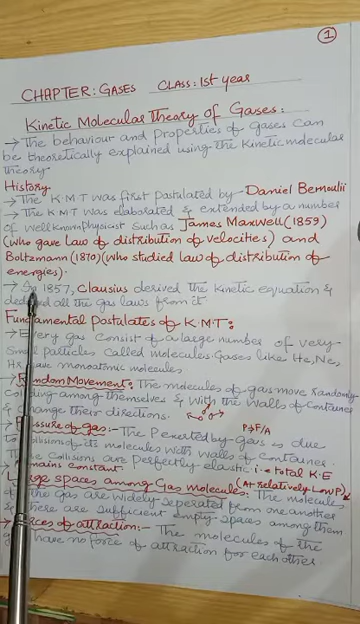 1
CHAPTER: GASES CLASS: 1st year
Kinetic Molecular Theory of Gases:
→ The behaviour and properties of gases can
be theoretically explained using the Kinetic molecular
theory.
History
→ The K.M.T was first postulated by Daniel Bernoulii
→ The K.M.T was elaborated & extended by a number
of well known physicist such as James Maxwell (1859)
(who gave law of distribution of velocities) and
Boltzmann (1870) (who studied law of distribution of
energies).
→ In 1857, Clausius derived the Kinetic equation &
all the gas laws from it
Fundamental Postulates of K.M.T:
→ Every gas consist of a large number of very
Small particles called molecules. Gases like He, Ne,
have monoatomic molecules
→ Random Movement: The molecules of gas move Randomly
colliding among themselves & with the walls of container
& change their directions.
P=F/A
Pressure of Gas:- The P exerted by gas is due
to collision of its molecules with walls of container.
The Collisions are perfectly elastic i.e total K.E
remains constant
(At relatively low P)
Large spaces among Gas molecules: The molecules
of the gas are widely seperated from one another
& there are sufficient empty spaces among them
→ Forces of attraction:- The molecules of the
have no force of attraction for each other